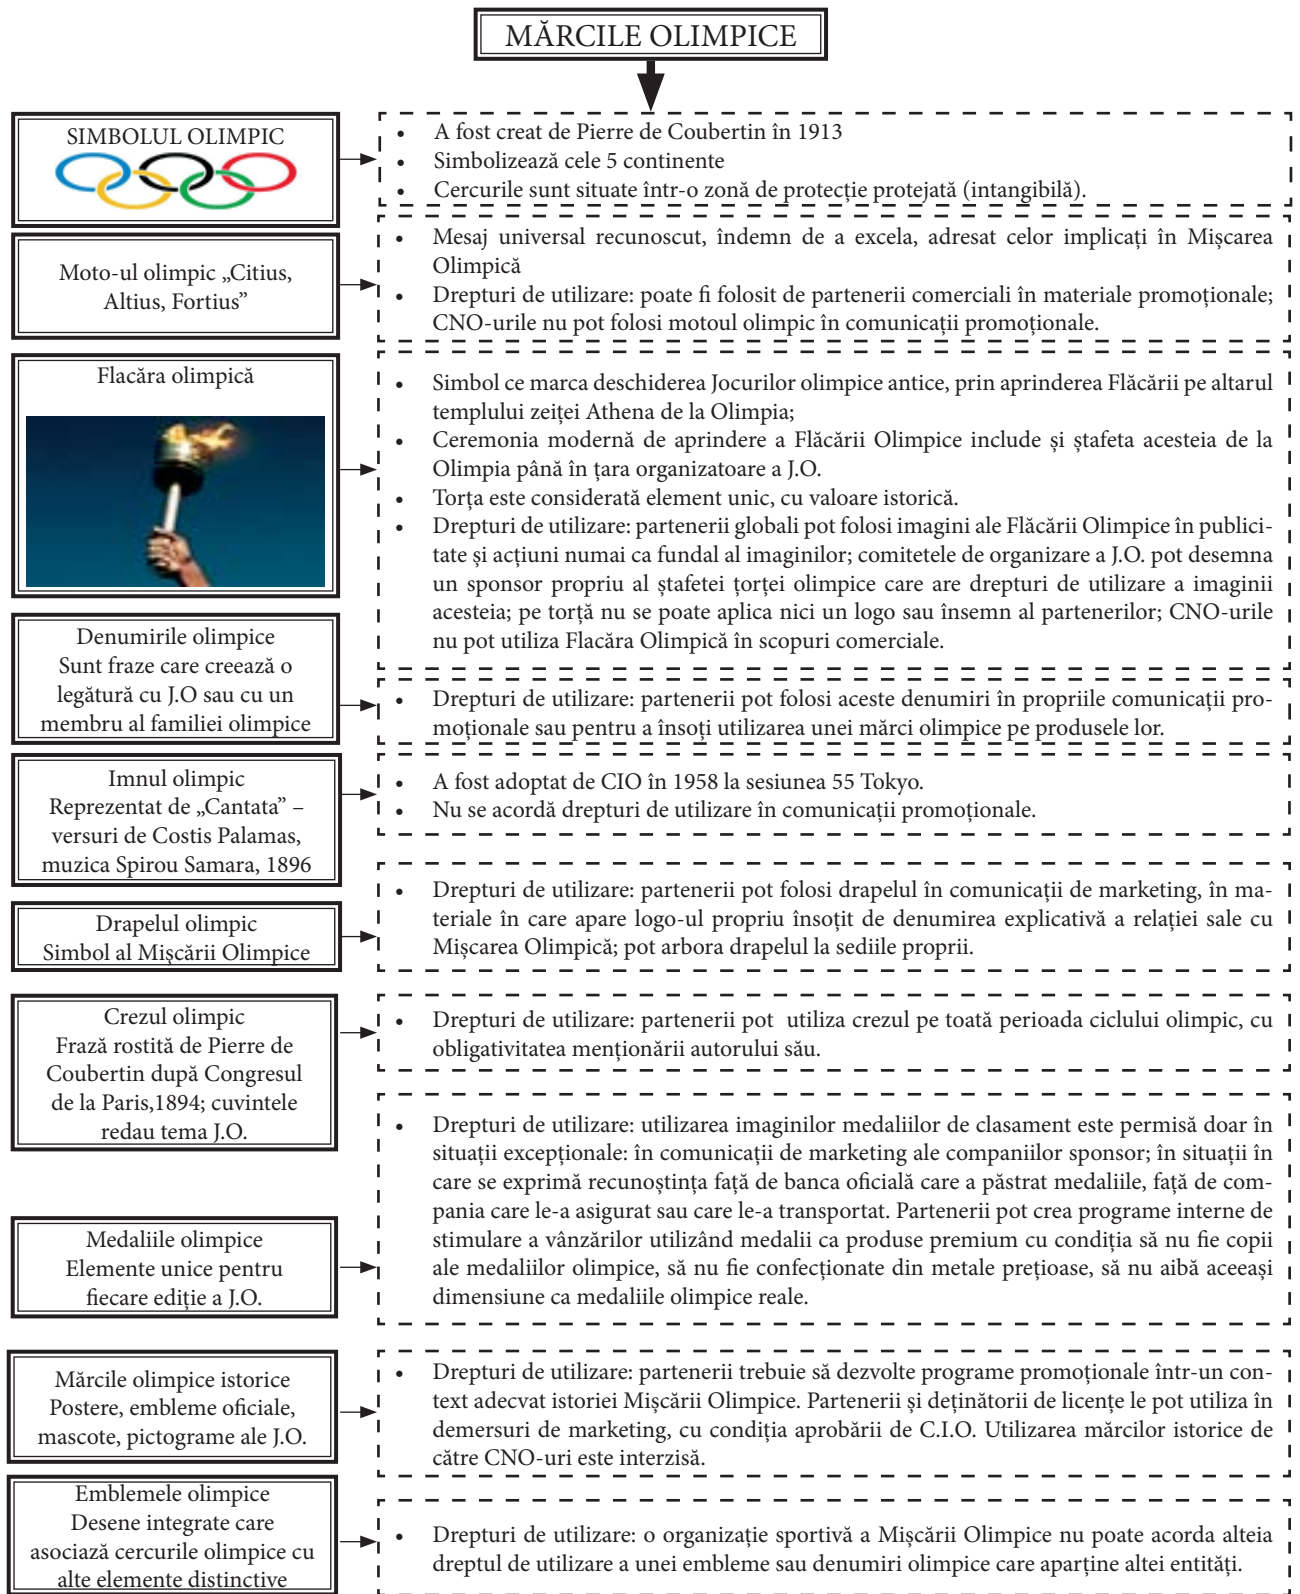 MĂRCILE OLIMPICE
SIMBOLUL OLIMPIC
• A fost creat de Pierre de Coubertin în 1913
• Simbolizează cele 5 continente
• Cercurile sunt situate într-o zonă de protecție protejată (intangibilă).
Moto-ul olimpic „Citius,
Altius, Fortius”
• Mesaj universal recunoscut, îndemn de a excela, adresat celor implicați în Mișcarea
Olimpică
• Drepturi de utilizare: poate fi folosit de partenerii comerciali în materiale promoționale;
CNO-urile nu pot folosi motoul olimpic în comunicații promoționale.
Flacăra olimpică
• Simbol ce marca deschiderea Jocurilor olimpice antice, prin aprinderea Flăcării pe altarul
templului zeiței Athena de la Olimpia;
• Ceremonia modernă de aprindere a Flăcării Olimpice include și ștafeta acesteia de la
Olimpia până în țara organizatoare a J.O.
• Torța este considerată element unic, cu valoare istorică.
• Drepturi de utilizare: partenerii globali pot folosi imagini ale Flăcării Olimpice în publici-
tate și acțiuni numai ca fundal al imaginilor; comitetele de organizare a J.O. pot desemna
un sponsor propriu al ștafetei țorței olimpice care are drepturi de utilizare a imaginii
acesteia; pe torță nu se poate aplica nici un logo sau însemn al partenerilor; CNO-urile
nu pot utiliza Flacăra Olimpică în scopuri comerciale.
Denumirile olimpice
Sunt fraze care creează o
legătură cu J.O sau cu un
membru al familiei olimpice
• Drepturi de utilizare: partenerii pot folosi aceste denumiri în propriile comunicații pro-
moționale sau pentru a însoți utilizarea unei mărci olimpice pe produsele lor.
Imnul olimpic
Reprezentat de „Cantata” –
versuri de Costis Palamas,
muzica Spirou Samara, 1896
• A fost adoptat de CIO în 1958 la sesiunea 55 Tokyo.
• Nu se acordă drepturi de utilizare în comunicații promoționale.
Drapelul olimpic
Simbol al Mișcării Olimpice
• Drepturi de utilizare: partenerii pot folosi drapelul în comunicații de marketing, în ma-
teriale în care apare logo-ul propriu însoțit de denumirea explicativă a relației sale cu
Mișcarea Olimpică; pot arbora drapelul la sediile proprii.
Crezul olimpic
Frază rostită de Pierre de
Coubertin după Congresul
de la Paris,1894; cuvintele
redau tema J.O.
• Drepturi de utilizare: partenerii pot utiliza crezul pe toată perioada ciclului olimpic, cu
obligativitatea menționării autorului său.
Medaliile olimpice
Elemente unice pentru
fiecare ediție a J.O.
• Drepturi de utilizare: utilizarea imaginilor medaliilor de clasament este permisă doar în
situații excepționale: în comunicații de marketing ale companiilor sponsor; în situații în
care se exprimă recunoștința față de banca oficială care a păstrat medaliile, față de com-
pania care le-a asigurat sau care le-a transportat. Partenerii pot crea programe interne de
stimulare a vânzărilor utilizând medalii ca produse premium cu condiția să nu fie copii
ale medaliilor olimpice, să nu fie confecționate din metale prețioase, să nu aibă aceeași
dimensiune ca medaliile olimpice reale.
Mărcile olimpice istorice
Postere, embleme oficiale,
mascote, pictograme ale J.O.
• Drepturi de utilizare: partenerii trebuie să dezvolte programe promoționale într-un con-
text adecvat istoriei Mișcării Olimpice. Partenerii și deținătorii de licențe le pot utiliza în
demersuri de marketing, cu condiția aprobării de C.I.O. Utilizarea mărcilor istorice de
către CNO-uri este interzisă.
Emblemele olimpice
Desene integrate care
asociază cercurile olimpice cu
alte elemente distinctive
• Drepturi de utilizare: o organizație sportivă a Mișcării Olimpice nu poate acorda alteia
dreptul de utilizare a unei embleme sau denumiri olimpice care aparține altei entități.